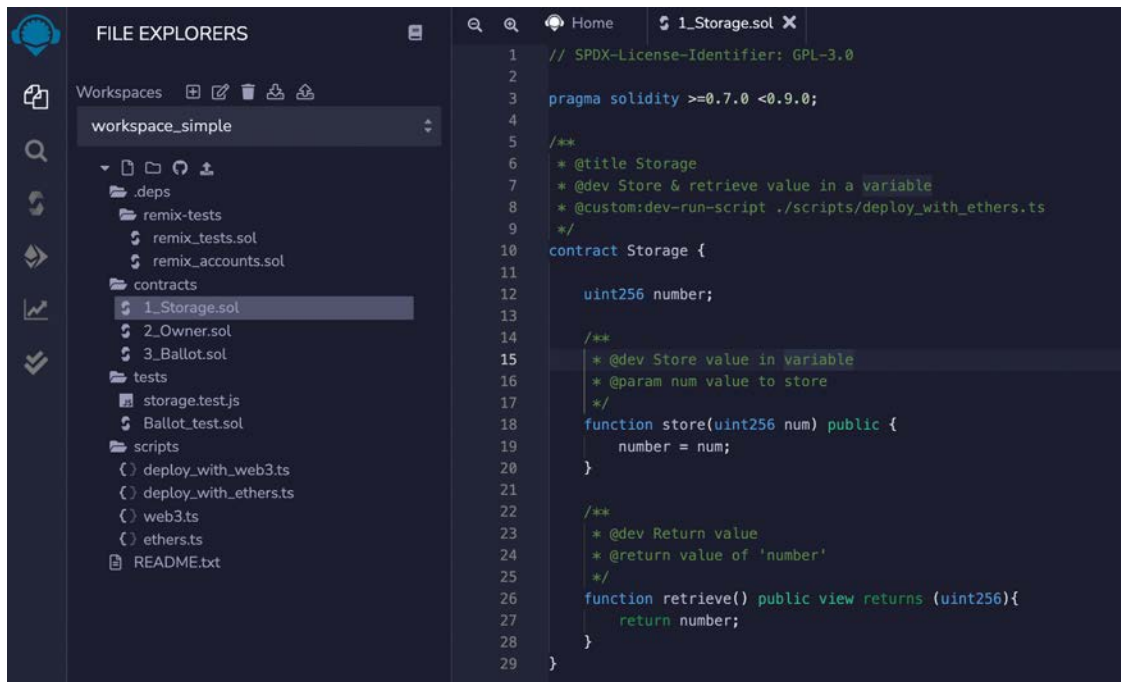 FILE EXPLORERS
Workspaces
workspace_simple
.deps
remix-tests
remix_tests.sol
remix_accounts.sol
contracts
1_Storage.sol
2_Owner.sol
3_Ballot.sol
tests
JS
storage.test.js
Ballot_test.sol
scripts
{ } deploy_with_web3.ts
{ } deploy_with_ethers.ts
{ } web3.ts
{ } ethers.ts
README.txt
Home
1_Storage.sol
1 // SPDX-License-Identifier: GPL-3.0
2
3 pragma solidity >=0.7.0 <0.9.0;
4
5 /**
6  * @title Storage
7  * @dev Store & retrieve value in a variable
8  * @custom:dev-run-script ./scripts/deploy_with_ethers.ts
9  */
10 contract Storage {
11
12     uint256 number;
13
14     /**
15      * @dev Store value in variable
16      * @param num value to store
17      */
18     function store(uint256 num) public {
19         number = num;
20     }
21
22     /**
23      * @dev Return value
24      * @return value of 'number'
25      */
26     function retrieve() public view returns (uint256){
27         return number;
28     }
29 }